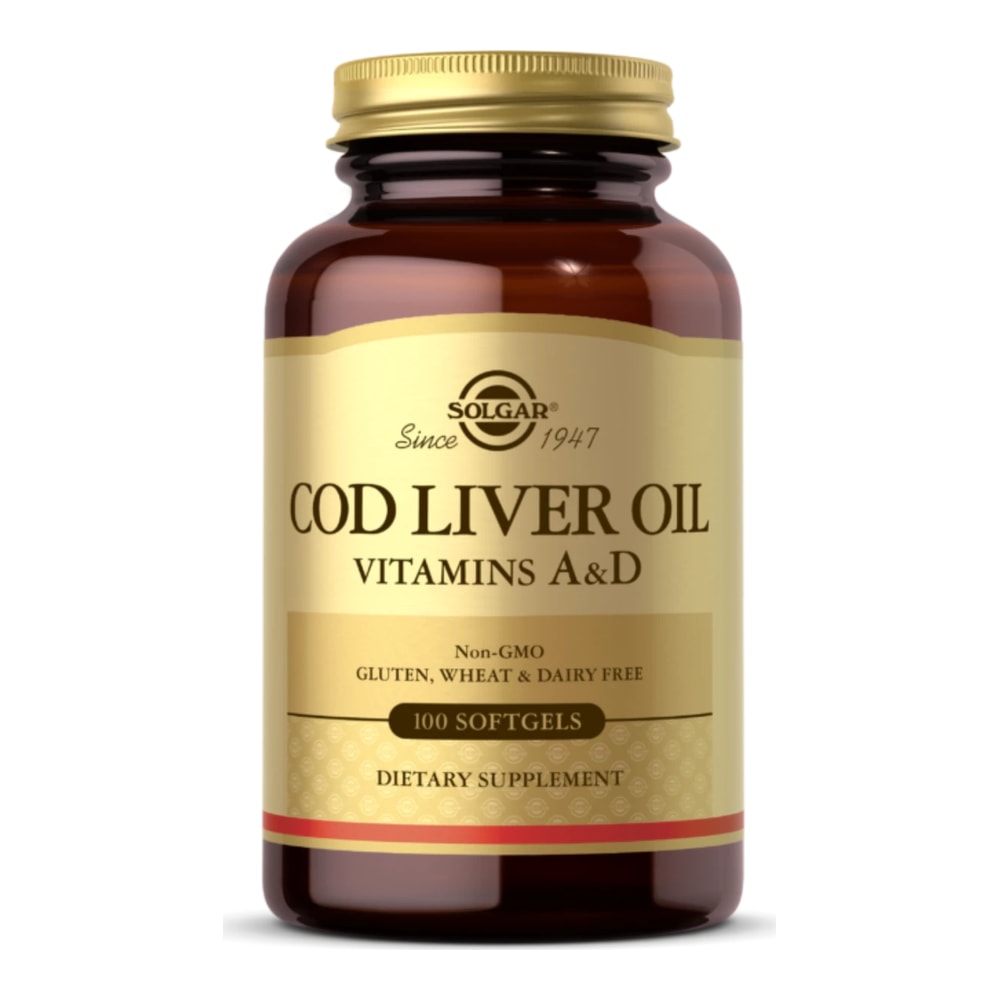 SOLGAR®
Since 1947
COD LIVER OIL
VITAMINS A&D
Non-GMO
GLUTEN, WHEAT & DAIRY FREE
100 SOFTGELS
DIETARY SUPPLEMENT